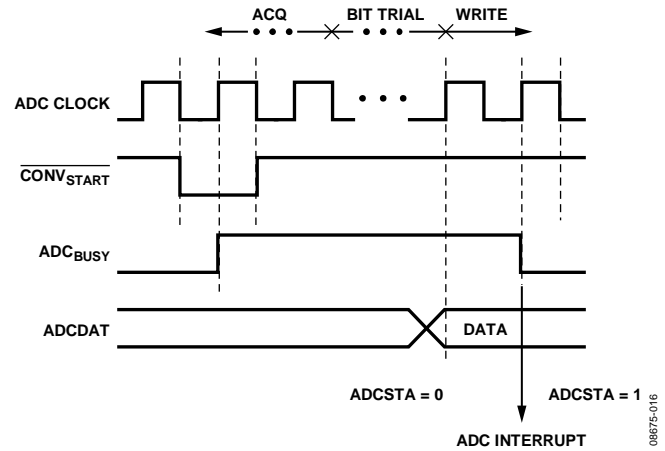 ACQ BIT TRIAL WRITE
ADC CLOCK
CONVSTART
ADCBUSY
ADCDAT DATA
ADCSTA = 0 ADCSTA = 1
ADC INTERRUPT
08675-016